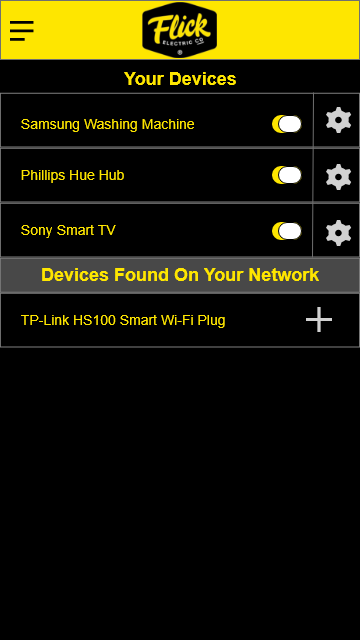 Flick
ELECTRIC CO
®
Your Devices
Samsung Washing Machine
Phillips Hue Hub
Sony Smart TV
Devices Found On Your Network
TP-Link HS100 Smart Wi-Fi Plug